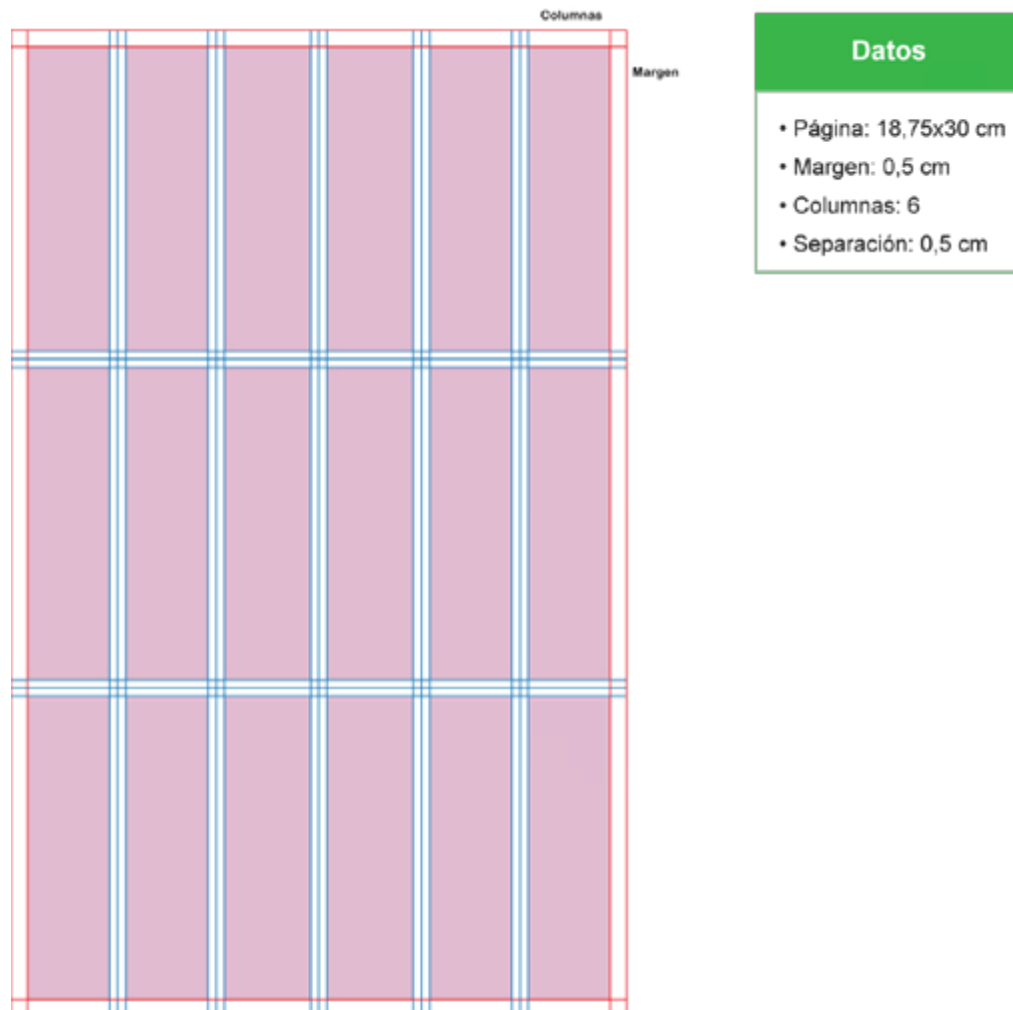 Columnas
Margen
Datos
• Página: 18,75x30 cm
• Margen: 0,5 cm
• Columnas: 6
• Separación: 0,5 cm